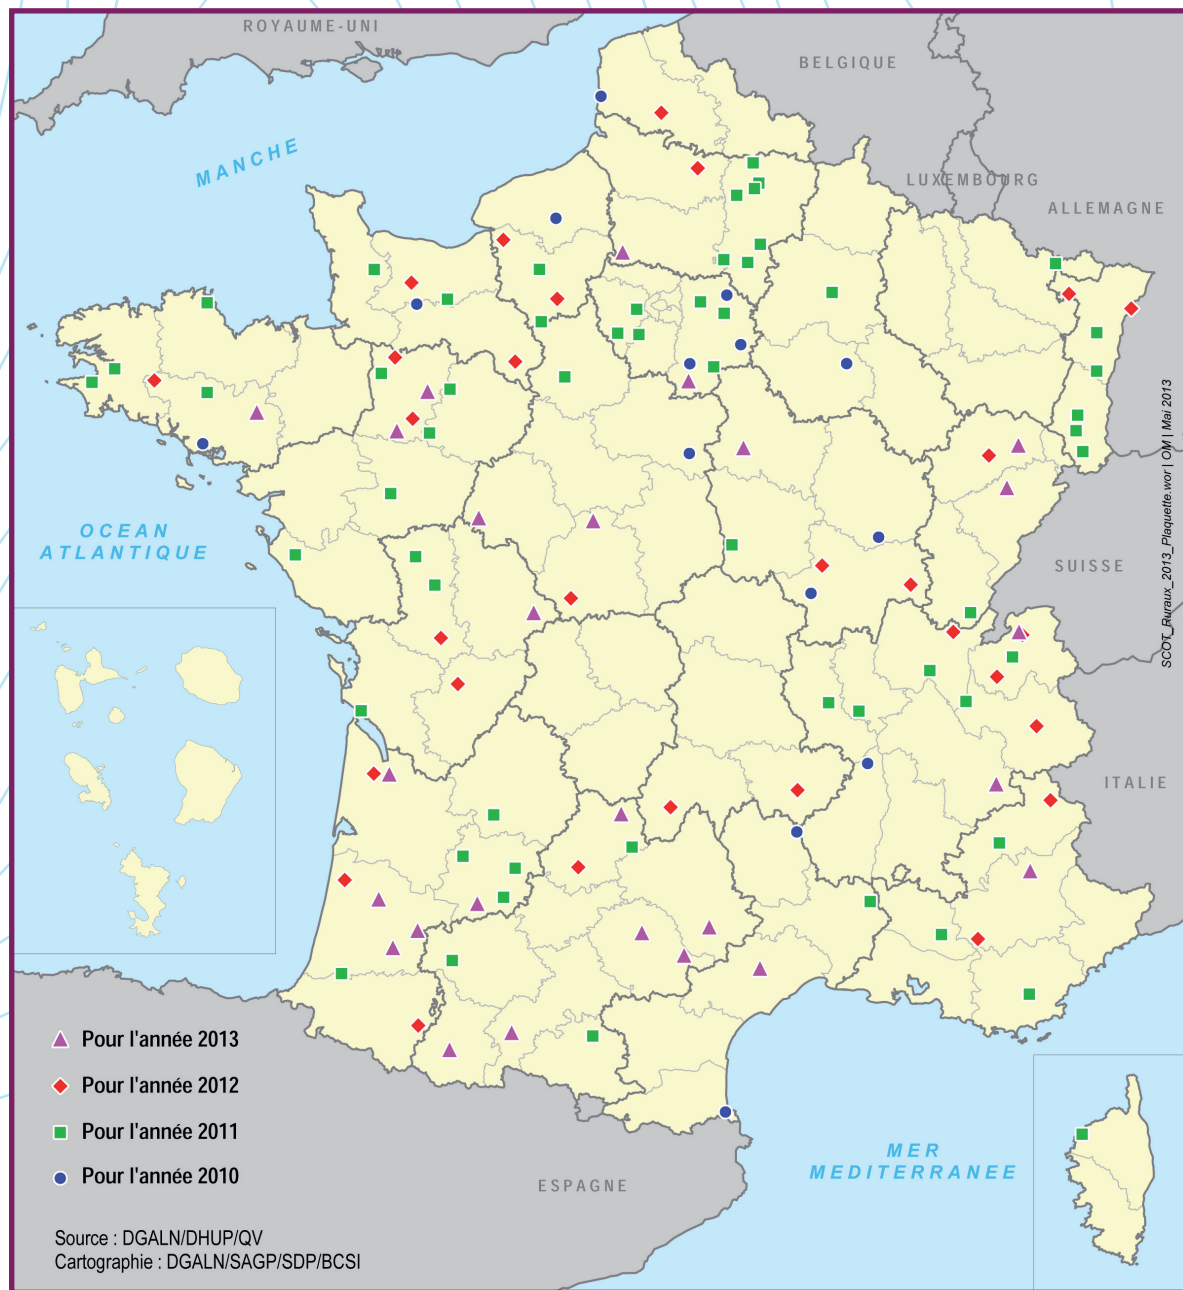 ROYAUME-UNI
BELGIQUE
MANCHE
LUXEMBOURG
ALLEMAGNE
SCOT_Ruraux_2013_Plaquette.wor | OM | Mai 2013
OCEAN
ATLANTIQUE
SUISSE
ITALIE
Pour l'année 2013
Pour l'année 2012
Pour l'année 2011
Pour l'année 2010
MER
MEDITERRANEE
ESPAGNE
Source : DGALN/DHUP/QV
Cartographie : DGALN/SAGP/SDP/BCSI